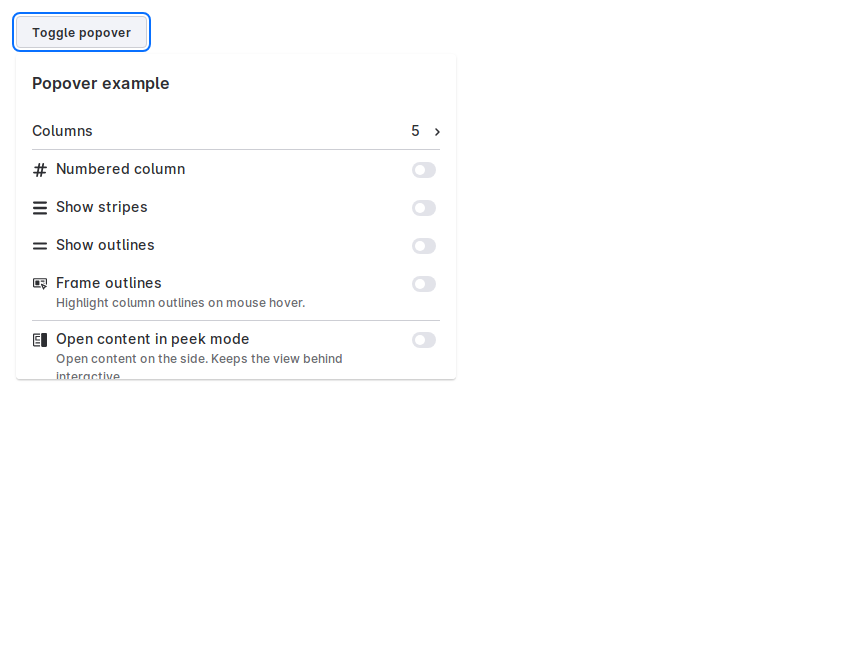 Toggle popover
Popover example
Columns 5
Numbered column
Show stripes
Show outlines
Frame outlines
Highlight column outlines on mouse hover.
Open content in peek mode
Open content on the side. Keeps the view behind
interactive.